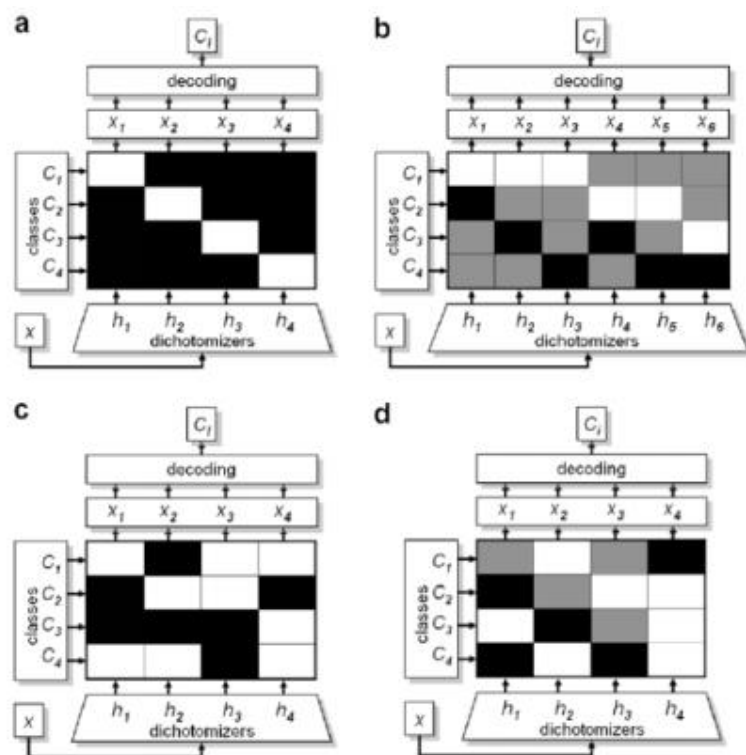 a
C_I
decoding
x_1 x_2 x_3 x_4
classes
C_1
C_2
C_3
C_4
x
h_1 h_2 h_3 h_4
dichotomizers
b
C_I
decoding
x_1 x_2 x_3 x_4 x_5 x_6
classes
C_1
C_2
C_3
C_4
x
h_1 h_2 h_3 h_4 h_5 h_6
dichotomizers
c
C_I
decoding
x_1 x_2 x_3 x_4
classes
C_1
C_2
C_3
C_4
x
h_1 h_2 h_3 h_4
dichotomizers
d
C_i
decoding
x_1 x_2 x_3 x_4
classes
C_1
C_2
C_3
C_4
x
h_1 h_2 h_3 h_4
dichotomizers